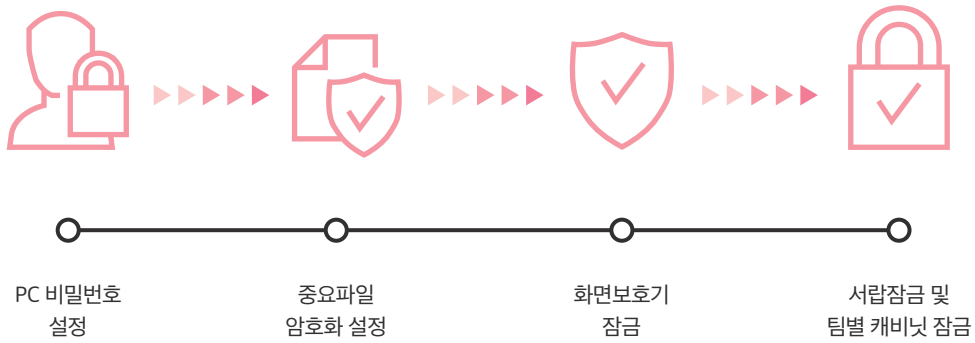 PC 비밀번호
설정
중요파일
암호화 설정
화면보호기
잠금
서랍잠금 및
팀별 캐비닛 잠금